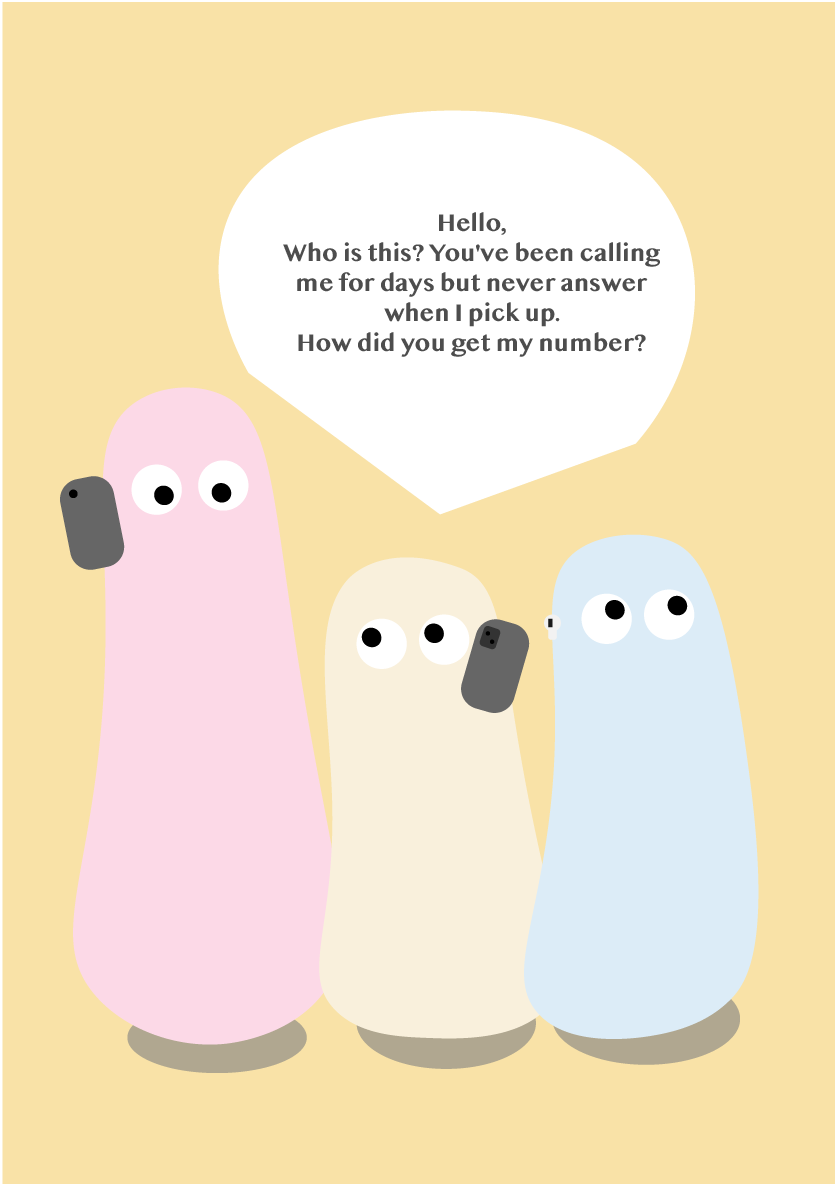 Hello,
Who is this? You've been calling
me for days but never answer
when I pick up.
How did you get my number?